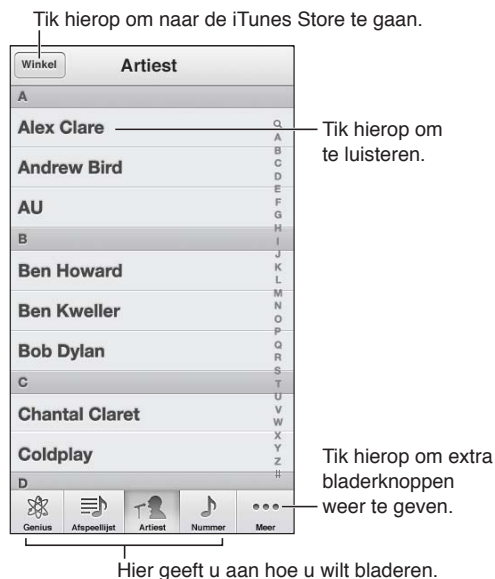 Tik hierop om naar de iTunes Store te gaan.
Winkel
Artiest
A
Alex Clare
Andrew Bird
AU
B
Ben Howard
Ben Kweller
Bob Dylan
C
Chantal Claret
Coldplay
D
A
B
C
D
E
F
G
H
I
J
K
L
M
N
O
P
Q
R
S
T
U
V
W
X
Y
Z
#
Tik hierop om
te luisteren.
Tik hierop om extra
bladerknoppen
weer te geven.
Genius
Afspeellijst
Artiest
Nummer
Meer
Hier geeft u aan hoe u wilt bladeren.